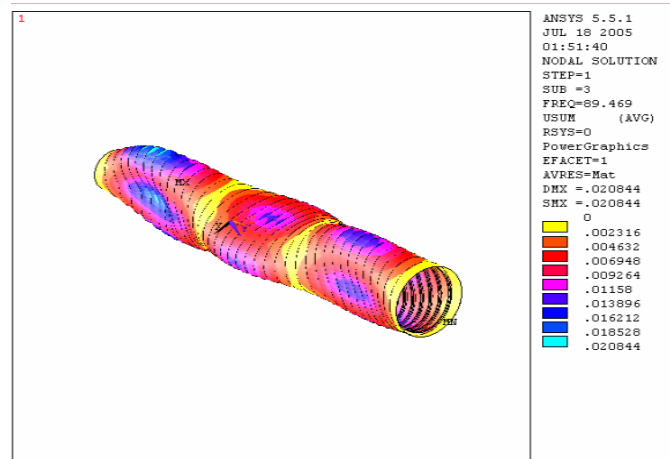 1
ANSYS 5.5.1
JUL 18 2005
01:51:40
NODAL SOLUTION
STEP=1
SUB =3
FREQ=89.469
USUM (AVG)
RSYS=0
PowerGraphics
EFACET=1
AVRES=Mat
DMX =.020844
SMX =.020844
0
.002316
.004632
.006948
.009264
.01158
.013896
.016212
.018528
.020844
MX
MN